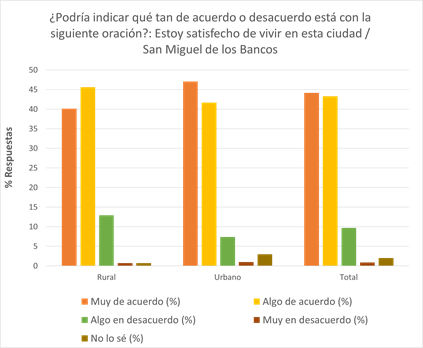 ¿Podría indicar qué tan de acuerdo o desacuerdo está con la
siguiente oración?: Estoy satisfecho de vivir en esta ciudad /
San Miguel de los Bancos
% Respuestas
50
45
40
35
30
25
20
15
10
5
0
Rural Urbano Total
Muy de acuerdo (%) Algo de acuerdo (%)
Algo en desacuerdo (%) Muy en desacuerdo (%)
No lo sé (%)